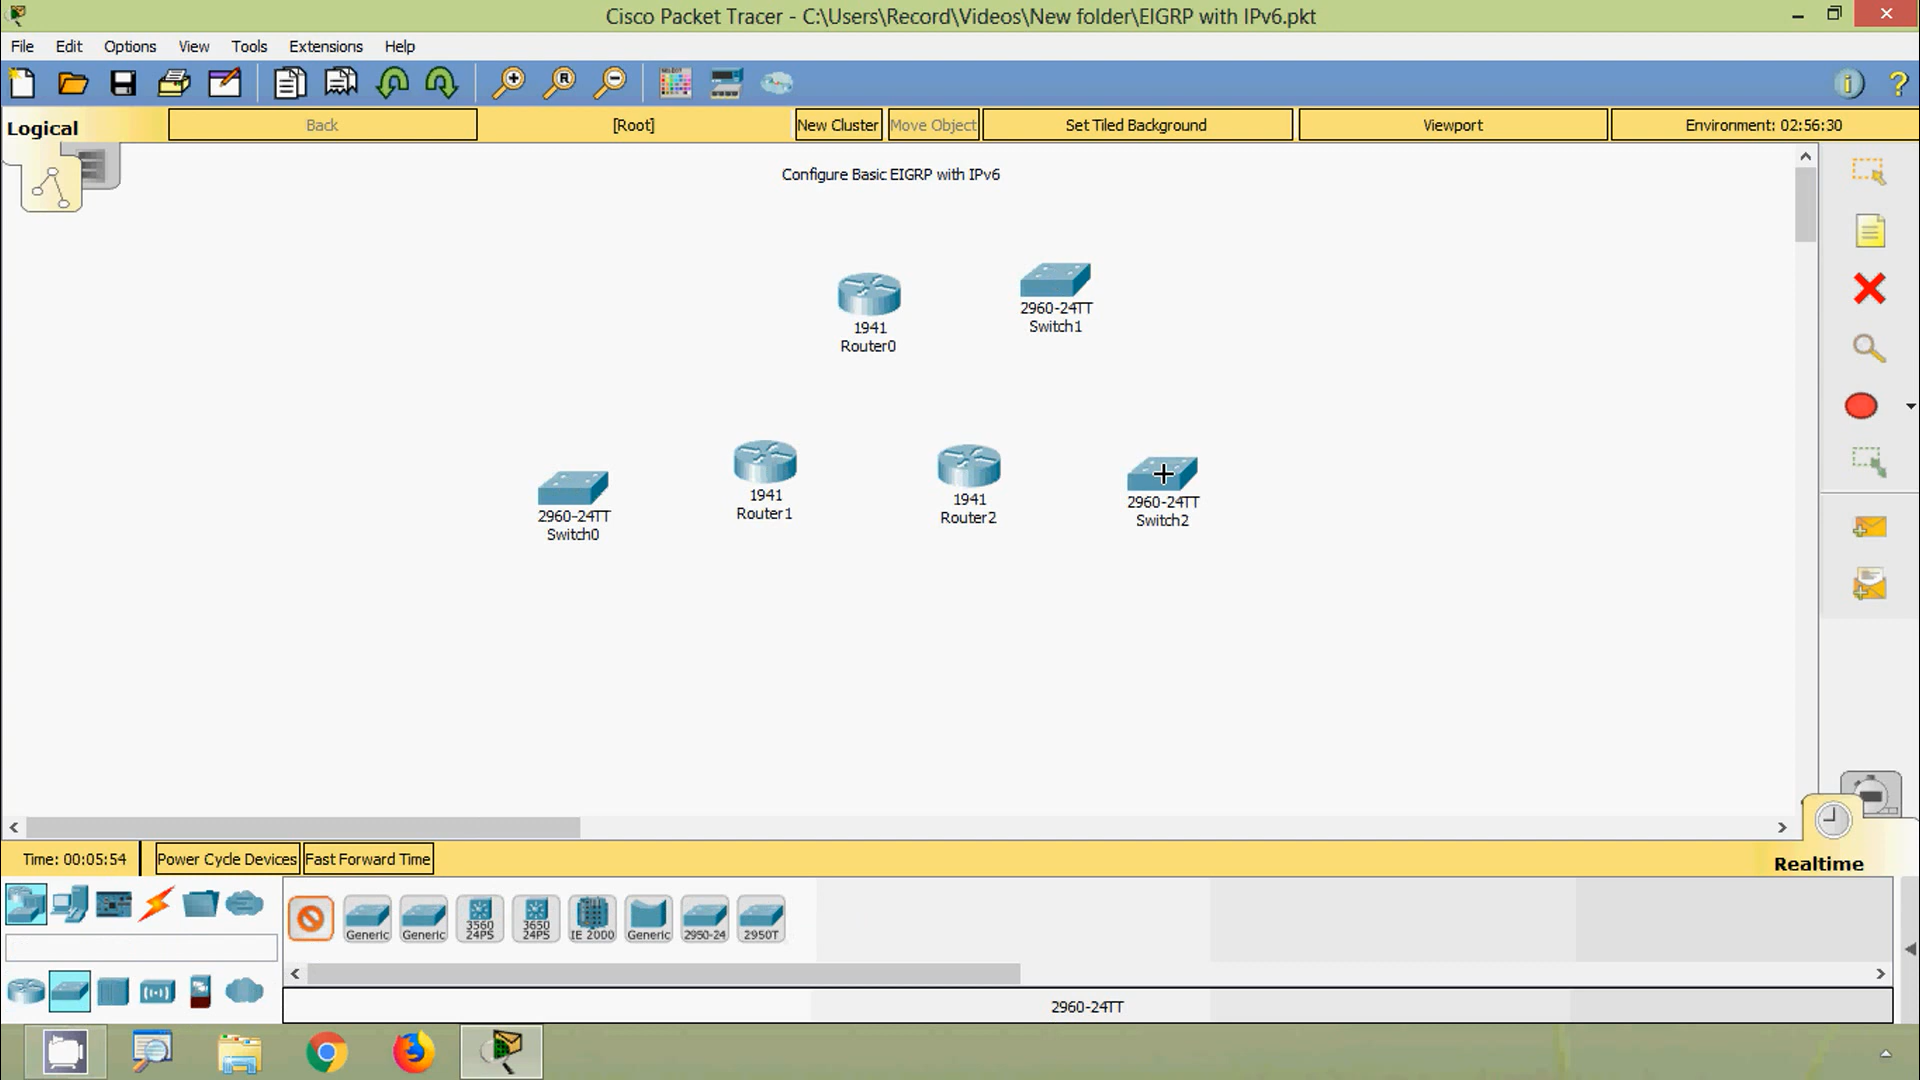 Cisco Packet Tracer - C:\Users\Record\Videos\New folder\EIGRP with IPv6.pkt
File Edit Options View Tools Extensions Help
Logical Back [Root] New Cluster Move Object Set Tiled Background Viewport Environment: 02:56:30
Configure Basic EIGRP with IPv6
1941
Router0
2960-24TT
Switch1
2960-24TT
Switch0
1941
Router1
1941
Router2
2960-24TT
Switch2
Time: 00:05:54 Power Cycle Devices Fast Forward Time
Realtime
Generic
Generic
3560
24PS
3650
24PS
IE 2000
Generic
2950-24
2950T
2960-24TT